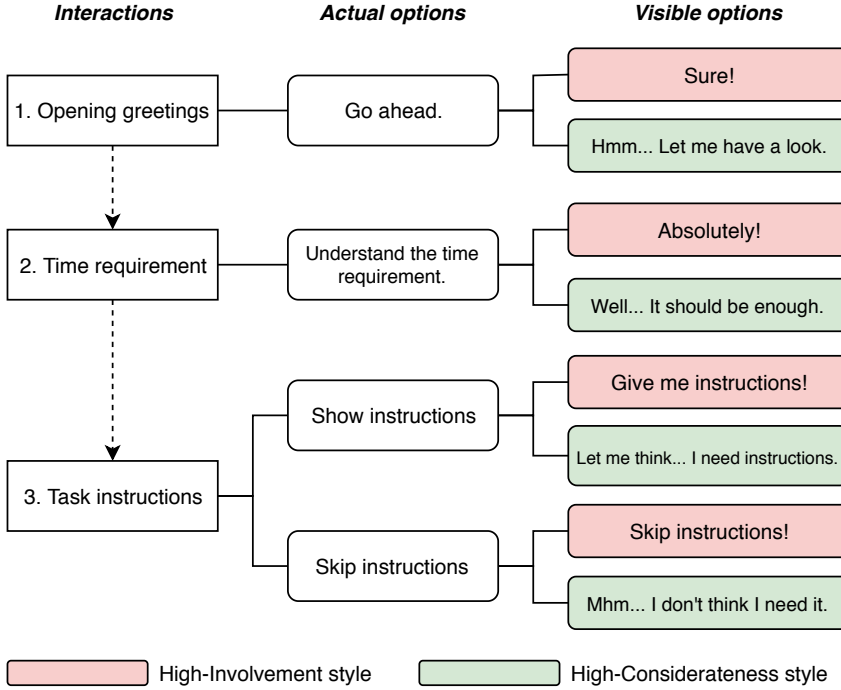 Interactions
Actual options
Visible options
1. Opening greetings
Go ahead.
Sure!
Hmm... Let me have a look.
2. Time requirement
Understand the time
requirement.
Absolutely!
Well... It should be enough.
3. Task instructions
Show instructions
Give me instructions!
Let me think... I need instructions.
Skip instructions
Skip instructions!
Mhm... I don't think I need it.
High-Involvement style
High-Considerateness style